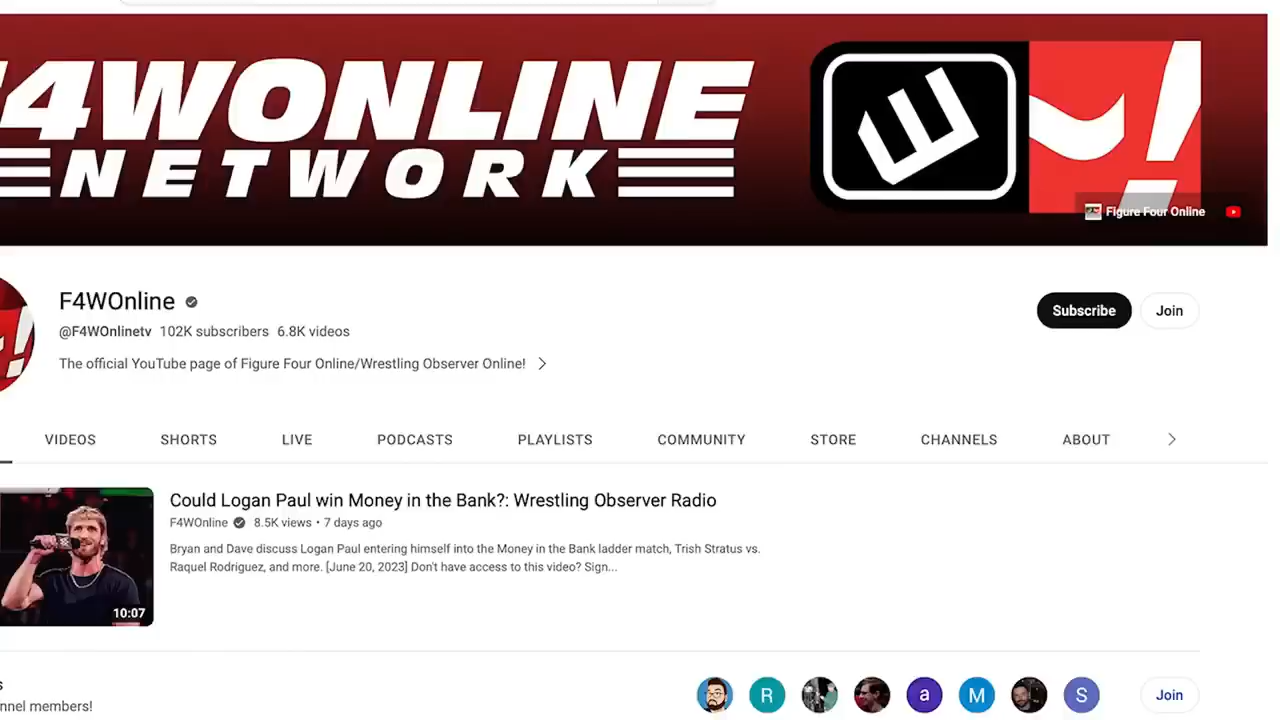 F4WONLINE
NETWORK
Figure Four Online
F4WOnline
@F4WOnlinetv 102K subscribers 6.8K videos
The official YouTube page of Figure Four Online/Wrestling Observer Online!
Subscribe
Join
VIDEOS SHORTS LIVE PODCASTS PLAYLISTS COMMUNITY STORE CHANNELS ABOUT
Could Logan Paul win Money in the Bank?: Wrestling Observer Radio
F4WOnline 8.5K views • 7 days ago
Bryan and Dave discuss Logan Paul entering himself into the Money in the Bank ladder match, Trish Stratus vs.
Raquel Rodriguez, and more. [June 20, 2023] Don't have access to this video? Sign...
10:07
R a M S
Join
nnel members!